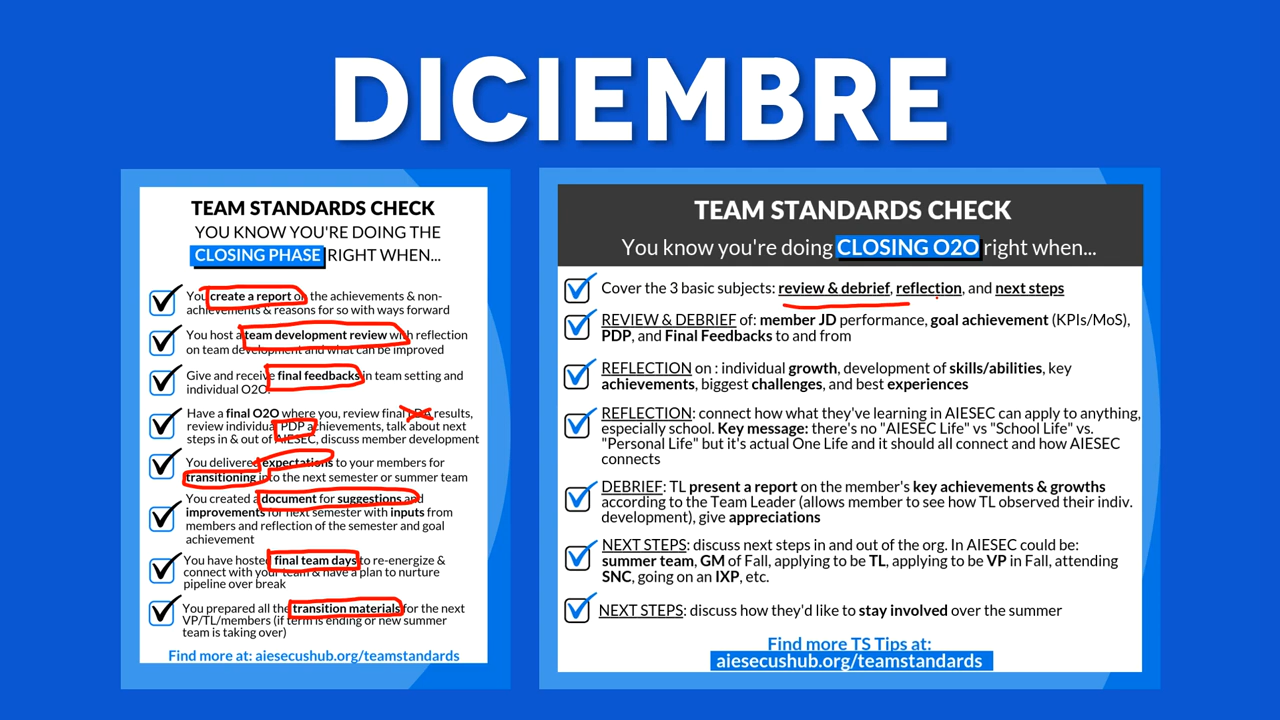 DICIEMBRE
TEAM STANDARDS CHECK
YOU KNOW YOU'RE DOING THE
CLOSING PHASE RIGHT WHEN...
You create a report on the achievements & non-
achievements & reasons for so with ways forward
You host a team development review with reflection
on team development and what can be improved
Give and receive final feedbacks in team setting and
individual O2O.
Have a final O2O where you, review final results,
review individual PDP achievements, talk about next
steps in & out of AIESEC, discuss member development
You delivered expectations to your members for
transitioning into the next semester or summer team
You created a document for suggestions and
improvements for next semester with inputs from
members and reflection of the semester and goal
achievement
You have hosted final team days to re-energize &
connect with your team & have a plan to nurture
pipeline over break
You prepared all the transition materials for the next
VP/TL/members (if term is ending or new summer
team is taking over)
Find more at: aiesecushub.org/teamstandards
TEAM STANDARDS CHECK
You know you're doing CLOSING O2O right when...
Cover the 3 basic subjects: review & debrief, reflection, and next steps
REVIEW & DEBRIEF of: member JD performance, goal achievement (KPIs/MoS),
PDP, and Final Feedbacks to and from
REFLECTION on : individual growth, development of skills/abilities, key
achievements, biggest challenges, and best experiences
REFLECTION: connect how what they've learning in AIESEC can apply to anything,
especially school. Key message: there's no "AIESEC Life" vs "School Life" vs.
"Personal Life" but it's actual One Life and it should all connect and how AIESEC
connects
DEBRIEF: TL present a report on the member's key achievements & growths
according to the Team Leader (allows member to see how TL observed their indiv.
development), give appreciations
NEXT STEPS: discuss next steps in and out of the org. In AIESEC could be:
summer team, GM of Fall, applying to be TL, applying to be VP in Fall, attending
SNC, going on an IXP, etc.
NEXT STEPS: discuss how they'd like to stay involved over the summer
Find more TS Tips at:
aiesecushub.org/teamstandards